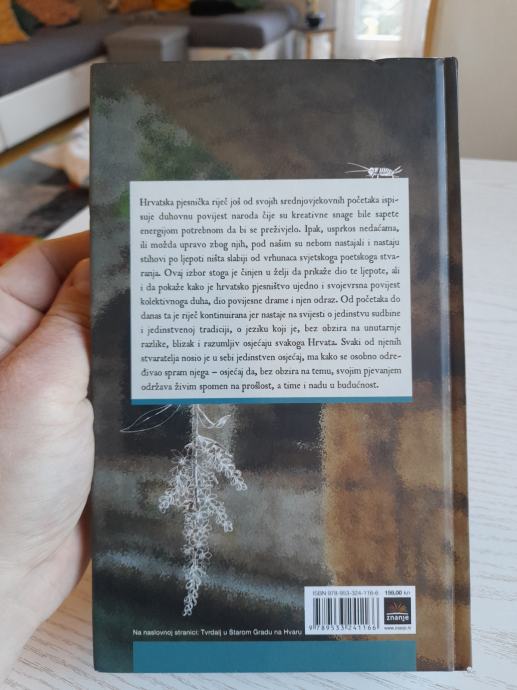 Hrvatska pjesnička riječ još od svojih srednjovjekovnih početaka ispi-
suje duhovnu povijest naroda čije su kreativne snage bile sapete
energijom potrebnom da bi se preživjelo. Ipak, usprkos nedaćama,
ili možda upravo zbog njih, pod našim su nebom nastajali i nastaju
stihovi po ljepoti ništa slabiji od vrhunaca svjetskoga poetskoga stva-
ranja. Ovaj izbor stoga je činjen u želji da prikaže dio te ljepote, ali
i da pokaže kako je hrvatsko pjesništvo ujedno i svojevrsna povijest
kolektivnoga duha, dio povijesne drame i njen odraz. Od početaka do
danas ta je riječ kontinuirana jer nastaje na svijesti o jedinstvu sudbine
i jedinstvenoj tradiciji, o jeziku koji je, bez obzira na unutarnje
razlike, blizak i razumljiv osjećaju svakoga Hrvata. Svaki od njenih
stvaratelja nosio je u sebi jedinstven osjećaj, ma kako se osobno odre-
đivao spram njega – osjećaj da, bez obzira na temu, svojim pjevanjem
održava živim spomen na prošlost, a time i nadu u budućnost.
ISBN 978-953-324-116-6
199,00 kn
9 789533 241166
znanje
www.znanje.hr
Na naslovnoj stranici: Tvrdalj u Starom Gradu na Hvaru